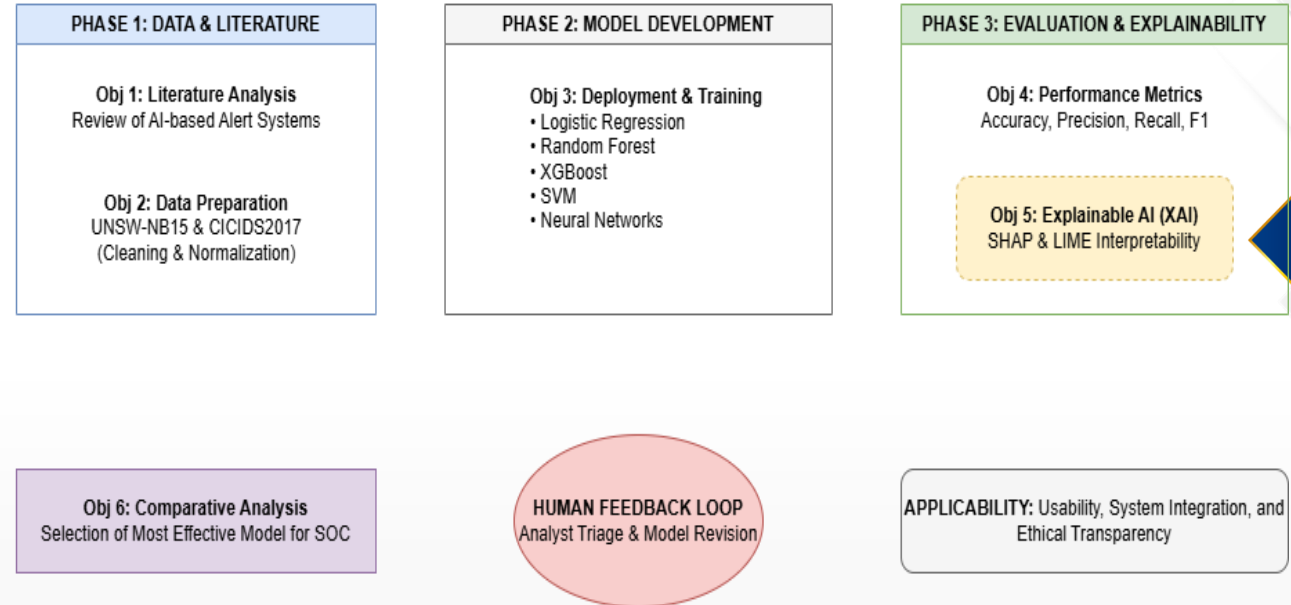 PHASE 1: DATA & LITERATURE
Obj 1: Literature Analysis
Review of AI-based Alert Systems
Obj 2: Data Preparation
UNSW-NB15 & CICIDS2017
(Cleaning & Normalization)
PHASE 2: MODEL DEVELOPMENT
Obj 3: Deployment & Training
• Logistic Regression
• Random Forest
• XGBoost
• SVM
• Neural Networks
PHASE 3: EVALUATION & EXPLAINABILITY
Obj 4: Performance Metrics
Accuracy, Precision, Recall, F1
Obj 5: Explainable AI (XAI)
SHAP & LIME Interpretability
Obj 6: Comparative Analysis
Selection of Most Effective Model for SOC
HUMAN FEEDBACK LOOP
Analyst Triage & Model Revision
APPLICABILITY: Usability, System Integration, and
Ethical Transparency